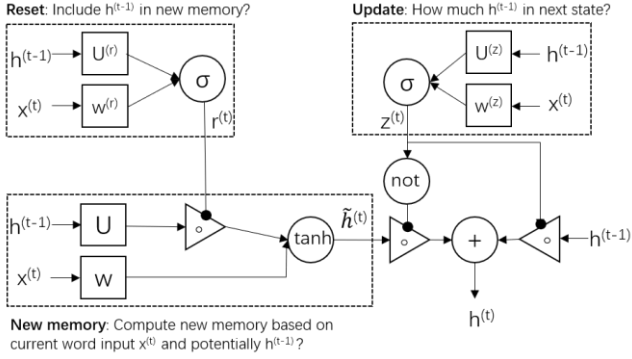 Reset: Include h(t-1) in new memory?
h(t-1)
U(r)
x(t)
w(r)
σ
r(t)
Update: How much h(t-1) in next state?
σ
U(z)
h(t-1)
w(z)
x(t)
z(t)
not
h(t-1)
U
x(t)
w
tanh
h̃(t)
+
h(t-1)
h(t)
New memory: Compute new memory based on
current word input x(t) and potentially h(t-1)?